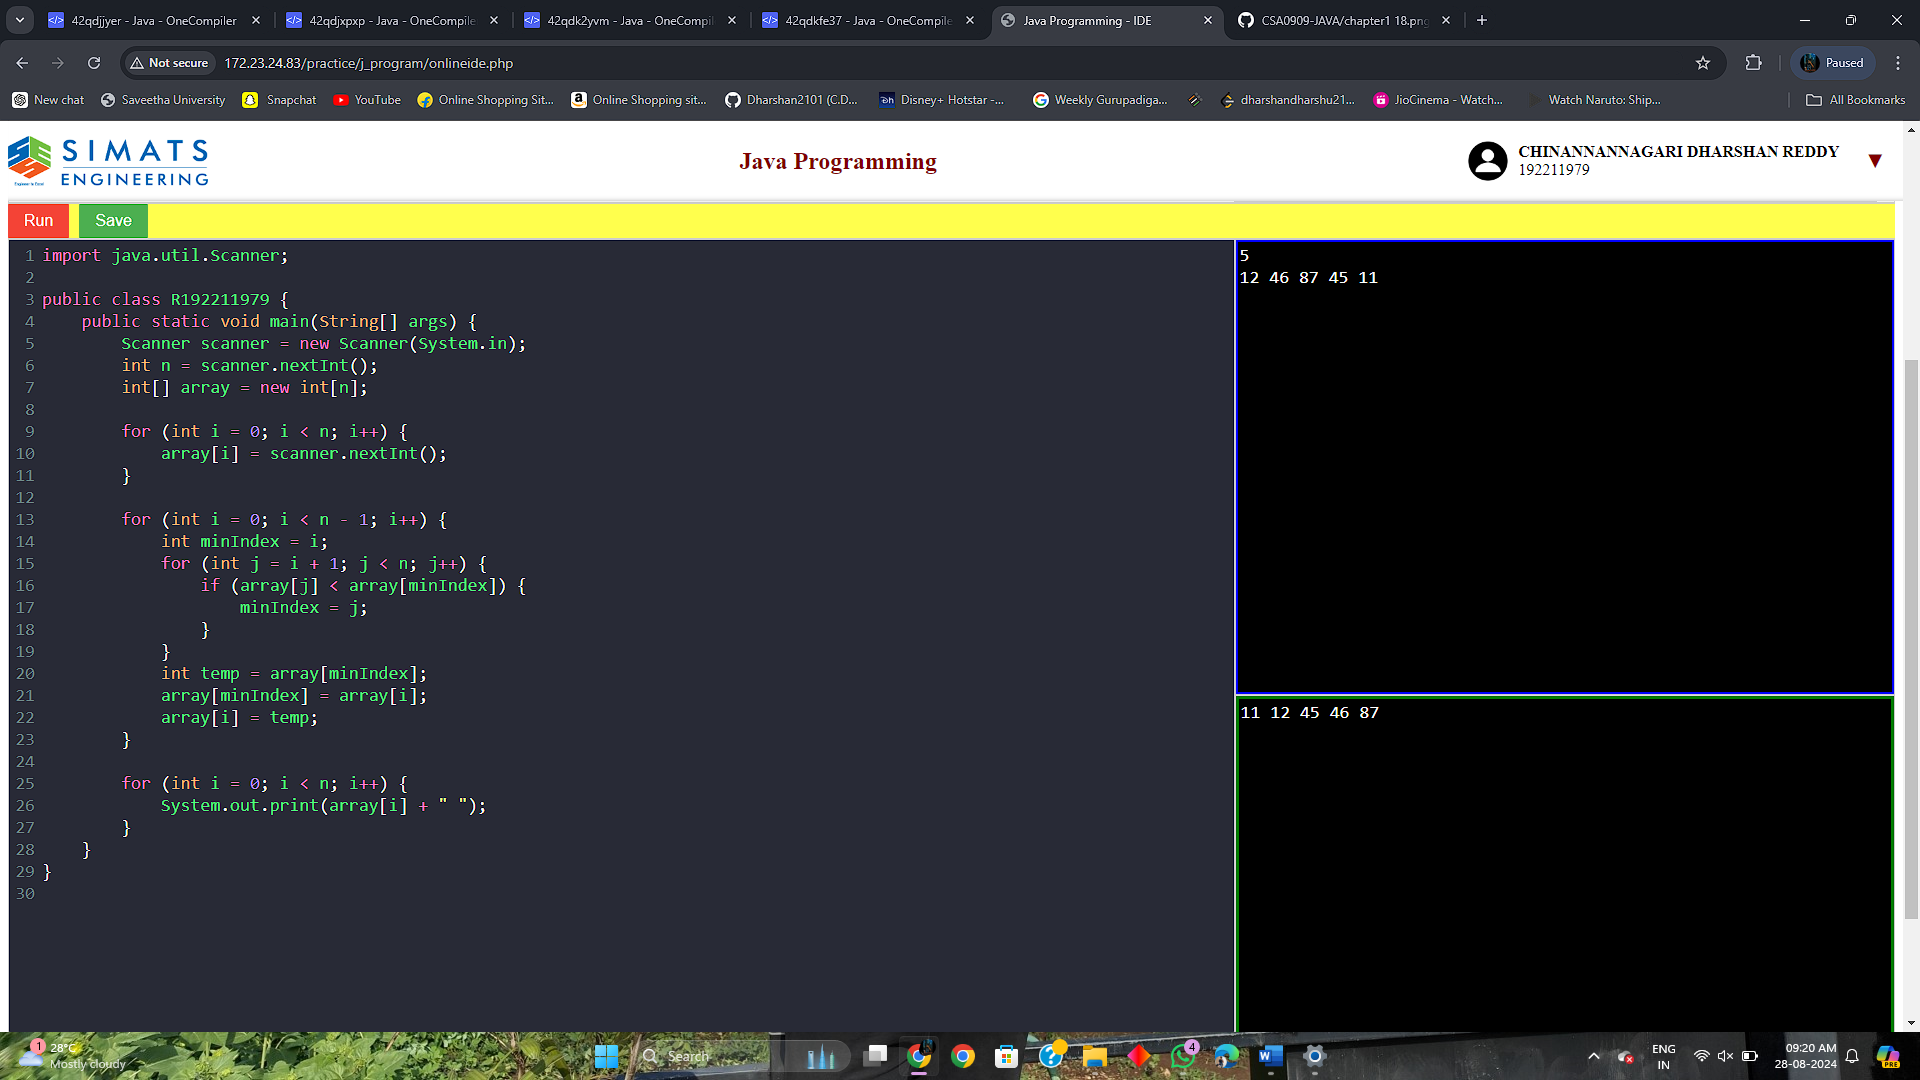 42qdjjyer - Java - OneCompiler
42qdjxpxp - Java - OneCompile
42qdk2yvm - Java - OneCompil
42qdkfe37 - Java - OneCompile
Java Programming - IDE
CSA0909-JAVA/chapter1 18.png
Not secure
172.23.24.83/practice/j_program/onlineide.php
Paused
New chat
Saveetha University
Snapchat
YouTube
Online Shopping Sit...
Online Shopping sit...
Dharshan2101 (C.D...
Disney+ Hotstar -...
Weekly Gurupadiga...
dharshandharshu21...
JioCinema - Watch...
Watch Naruto: Ship...
All Bookmarks
SIMATS
ENGINEERING
Engineer to Excel
Java Programming
CHINANNANNAGARI DHARSHAN REDDY
192211979
Run
Save
1 import java.util.Scanner;
2
3 public class R192211979 {
4     public static void main(String[] args) {
5         Scanner scanner = new Scanner(System.in);
6         int n = scanner.nextInt();
7         int[] array = new int[n];
8
9         for (int i = 0; i < n; i++) {
10             array[i] = scanner.nextInt();
11         }
12
13         for (int i = 0; i < n - 1; i++) {
14             int minIndex = i;
15             for (int j = i + 1; j < n; j++) {
16                 if (array[j] < array[minIndex]) {
17                     minIndex = j;
18                 }
19             }
20             int temp = array[minIndex];
21             array[minIndex] = array[i];
22             array[i] = temp;
23         }
24
25         for (int i = 0; i < n; i++) {
26             System.out.print(array[i] + " ");
27         }
28     }
29 }
30
5
12 46 87 45 11
11 12 45 46 87
1
28°C
Mostly cloudy
Search
4
ENG
IN
09:20 AM
28-08-2024
PRE